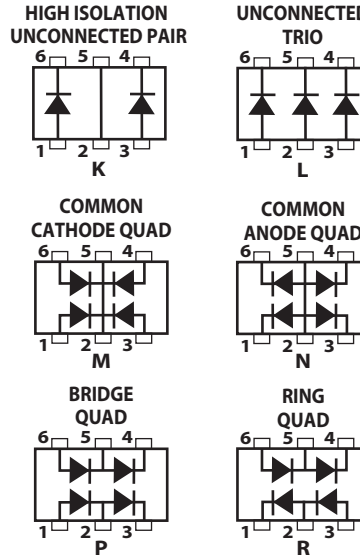 HIGH ISOLATION
UNCONNECTED PAIR
6 5 4
1 2 3
K
UNCONNECTED
TRIO
6 5 4
1 2 3
L
COMMON
CATHODE QUAD
6 5 4
1 2 3
M
COMMON
ANODE QUAD
6 5 4
1 2 3
N
BRIDGE
QUAD
6 5 4
1 2 3
P
RING
QUAD
6 5 4
1 2 3
R